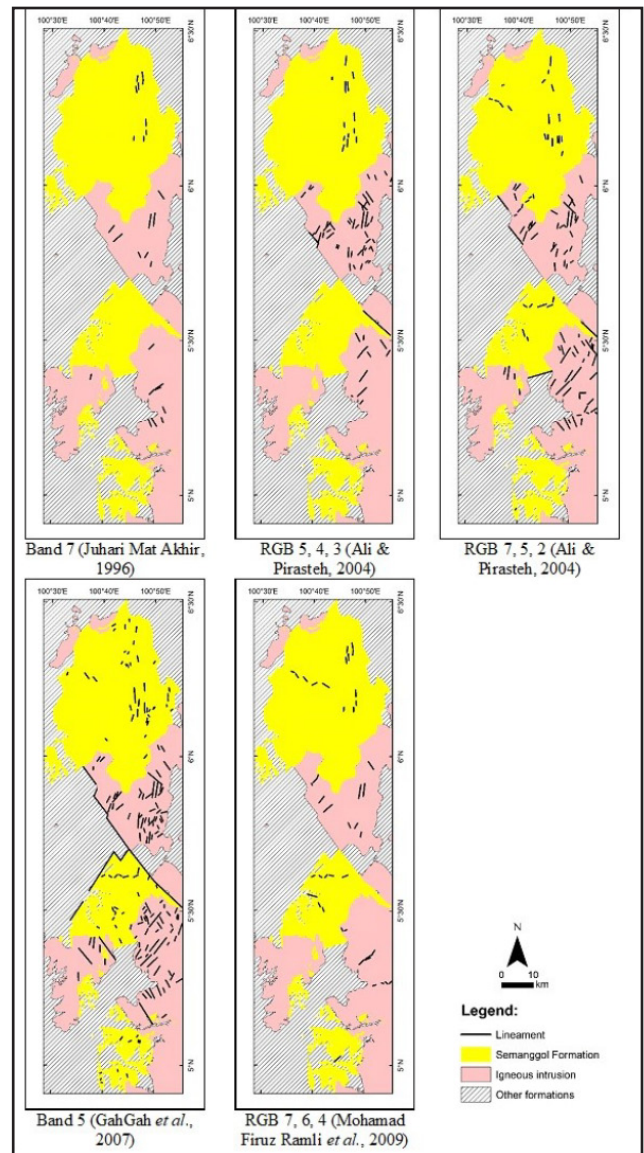 100°30'E 100°40'E 100°50'E
6°30'N
6°N
5°30'N
5°N
Band 7 (Juhari Mat Akhir,
1996)
100°30'E 100°40'E 100°50'E
6°30'N
6°N
5°30'N
5°N
RGB 5, 4, 3 (Ali &
Pirasteh, 2004)
100°30'E 100°40'E 100°50'E
6°30'N
6°N
5°30'N
5°N
RGB 7, 5, 2 (Ali &
Pirasteh, 2004)
100°30'E 100°40'E 100°50'E
6°30'N
6°N
5°30'N
5°N
Band 5 (GahGah et al.,
2007)
100°30'E 100°40'E 100°50'E
6°30'N
6°N
5°30'N
5°N
RGB 7, 6, 4 (Mohamad
Firuz Ramli et al., 2009)
N
0 10
km
Legend:
Lineament
Semanggol Formation
Igneous intrusion
Other formations